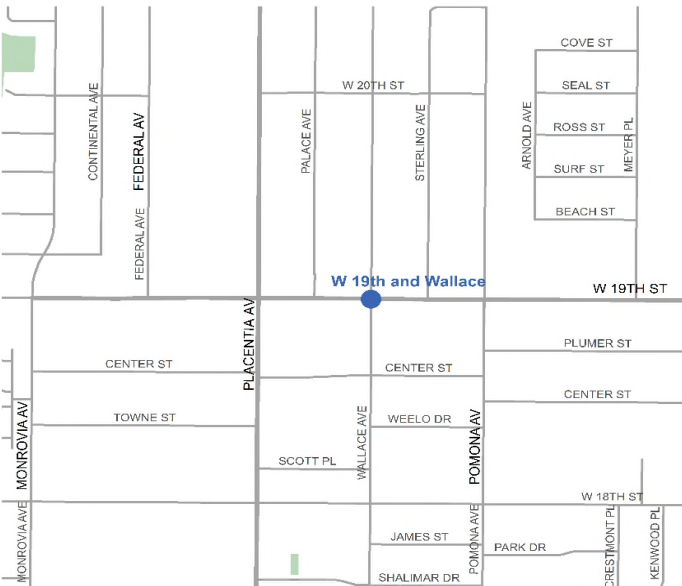 COVE ST
W 20TH ST
SEAL ST
CONTINENTAL AVE
FEDERAL AV
PALACE AVE
STERLING AVE
ARNOLD AVE
ROSS ST
MEYER PL
SURF ST
BEACH ST
FEDERAL AVE
W 19th and Wallace
W 19TH ST
PLACENTIA AV
PLUMER ST
CENTER ST
CENTER ST
CENTER ST
MONROVIA AV
TOWNE ST
WALLACE AVE
WEELO DR
POMONA AV
SCOTT PL
W 18TH ST
MONROVIA AVE
JAMES ST
POMONA AVE
PARK DR
CRESTMONT PL
KENWOOD PL
SHALIMAR DR